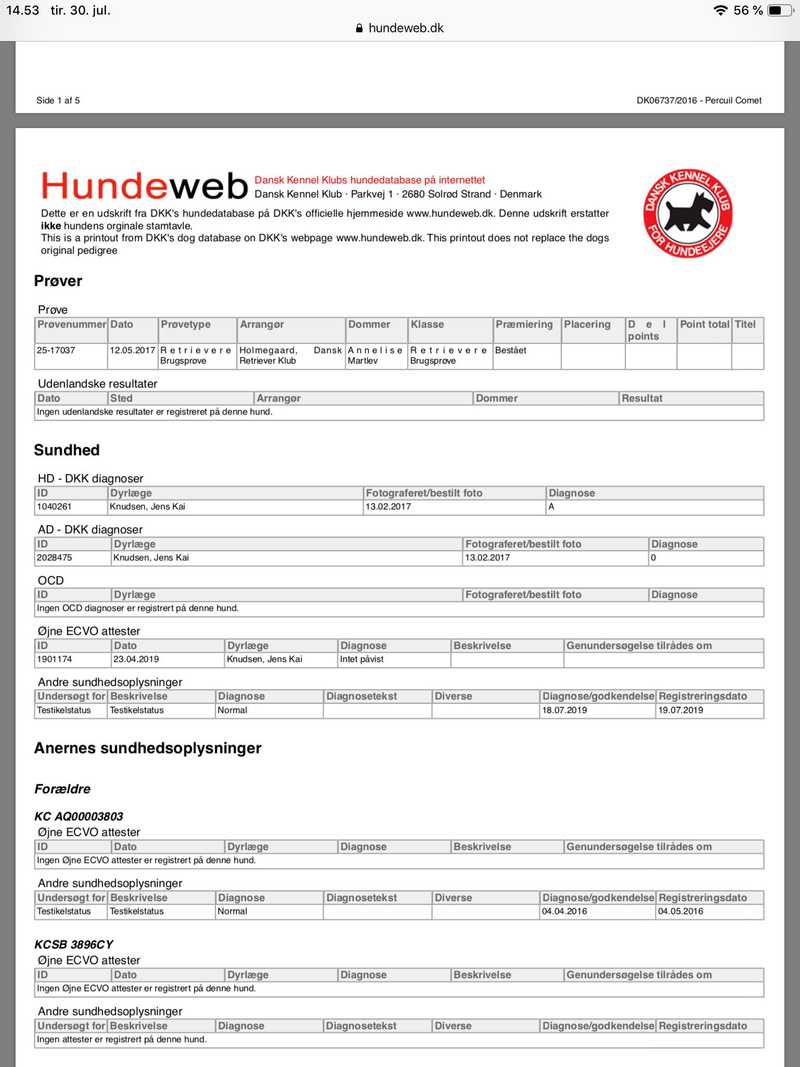 14.53 tir. 30. jul.
56 %
hundeweb.dk
Side 1 af 5
DK06737/2016 - Percuil Comet
Hundeweb
Dansk Kennel Klubs hundedatabase på internettet
Dansk Kennel Klub · Parkvej 1 · 2680 Solrød Strand · Denmark
DANSK KENNEL KLUB
FOR HUNDEEJERE
Dette er en udskrift fra DKK's hundedatabase på DKK's officielle hjemmeside www.hundeweb.dk. Denne udskrift erstatter
ikke hundens orginale stamtavle.
This is a printout from DKK's dog database on DKK's webpage www.hundeweb.dk. This printout does not replace the dogs
original pedigree
Prøver
Prøve
Prøvenummer Dato Prøvetype Arrangør Dommer Klasse Præmiering Placering Del Point total Titel
points
25-17037 12.05.2017 Retrievere Holmegaard, Dansk Annelise Retrievere Bestået
Brugsprøve Retriever Klub Martlev Brugsprøve
Udenlandske resultater
Dato Sted Arrangør Dommer Resultat
Ingen udenlandske resultater er registreret på denne hund.
Sundhed
HD - DKK diagnoser
ID Dyrlæge Fotograferet/bestilt foto Diagnose
1040261 Knudsen, Jens Kai 13.02.2017 A
AD - DKK diagnoser
ID Dyrlæge Fotograferet/bestilt foto Diagnose
2028475 Knudsen, Jens Kai 13.02.2017 0
OCD
ID Dyrlæge Fotograferet/bestilt foto Diagnose
Ingen OCD diagnoser er registrert på denne hund.
Øjne ECVO attester
ID Dato Dyrlæge Diagnose Beskrivelse Genundersøgelse tilrådes om
1901174 23.04.2019 Knudsen, Jens Kai Intet påvist
Andre sundhedsoplysninger
Undersøgt for Beskrivelse Diagnose Diagnosetekst Diverse Diagnose/godkendelse Registreringsdato
Testikelstatus Testikelstatus Normal 18.07.2019 19.07.2019
Anernes sundhedsoplysninger
Forældre
KC AQ00003803
Øjne ECVO attester
ID Dato Dyrlæge Diagnose Beskrivelse Genundersøgelse tilrådes om
Ingen Øjne ECVO attester er registrert på denne hund.
Andre sundhedsoplysninger
Undersøgt for Beskrivelse Diagnose Diagnosetekst Diverse Diagnose/godkendelse Registreringsdato
Testikelstatus Testikelstatus Normal 04.04.2016 04.05.2016
KCSB 3896CY
Øjne ECVO attester
ID Dato Dyrlæge Diagnose Beskrivelse Genundersøgelse tilrådes om
Ingen Øjne ECVO attester er registrert på denne hund.
Andre sundhedsoplysninger
Undersøgt for Beskrivelse Diagnose Diagnosetekst Diverse Diagnose/godkendelse Registreringsdato
Ingen attester er registrert på denne hund.